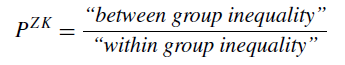 P^{ZK} = “between group inequality” / “within group inequality”